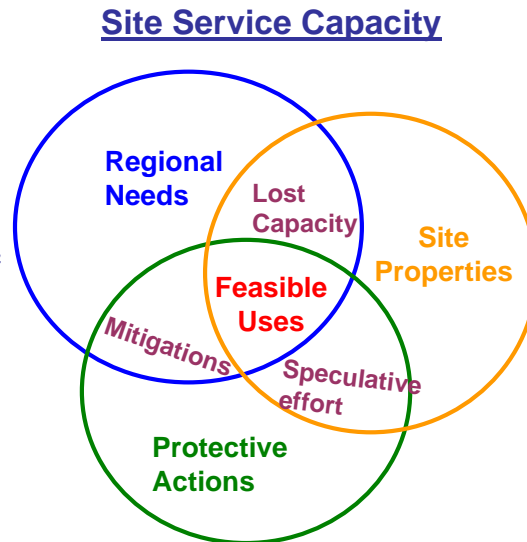 Site Service Capacity
Regional
Needs
Lost
Capacity
Site
Properties
Feasible
Uses
Mitigations
Speculative
effort
Protective
Actions